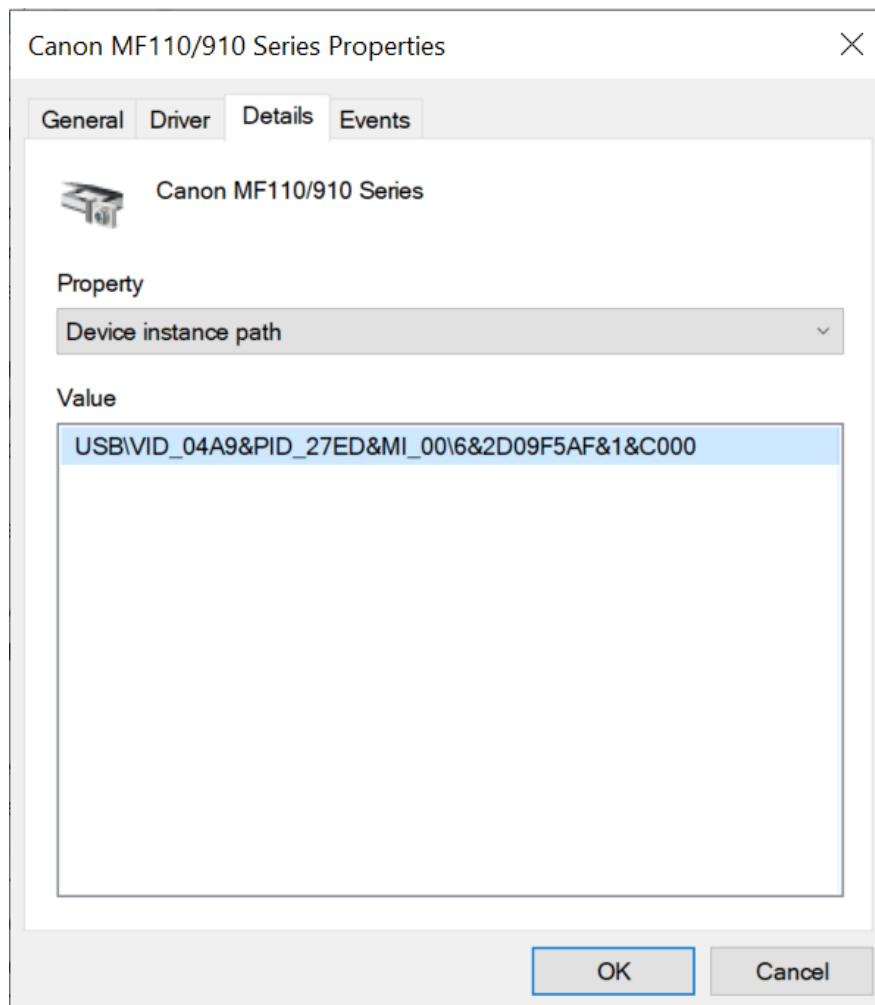 Canon MF110/910 Series Properties
General Driver Details Events
Canon MF110/910 Series
Property
Device instance path
Value
USB\VID_04A9&PID_27ED&MI_00\6&2D09F5AF&1&C000
OK Cancel